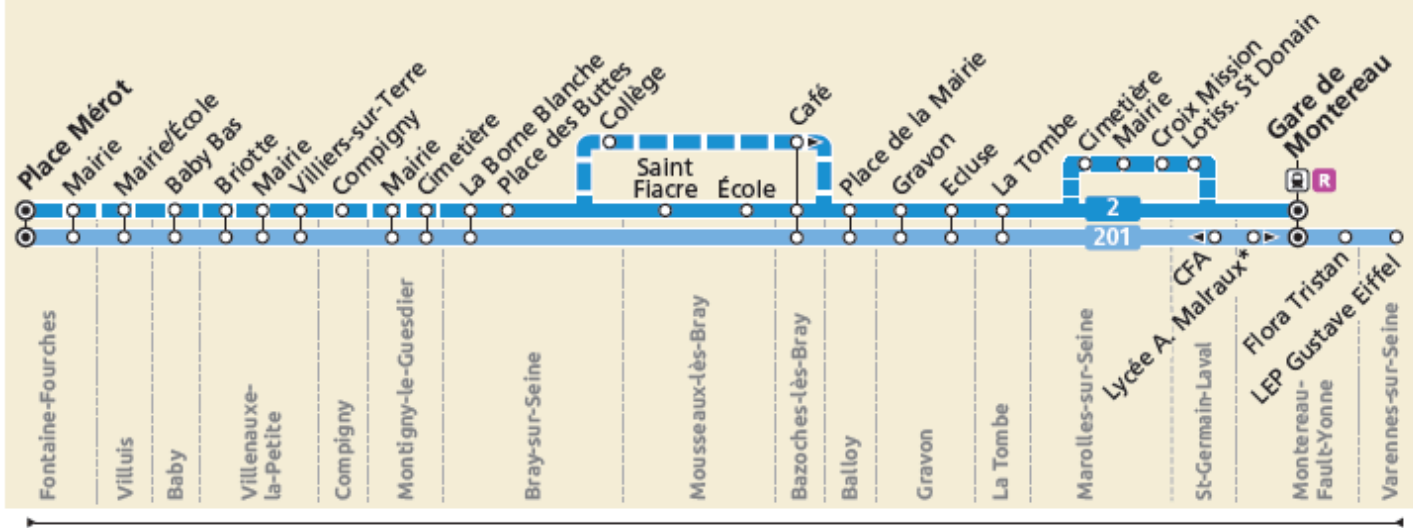 Place Mérot
Mairie
Mairie/École
Baby Bas
Briotte
Mairie
Villiers-sur-Terre
Compigny
Mairie
Cimetière
La Borne Blanche
Place des Buttes
Collège
Saint
Fiacre
École
Café
Place de la Mairie
Gravon
Ecluse
La Tombe
Cimetière
Mairie
Croix Mission
Lotiss. St Donain
Gare de
Montereau
R
2
201
CFA
Lycée A. Malraux*
Flora Tristan
LEP Gustave Eiffel
Fontaine-Fourches
Villuis
Baby
Villenauxe-
la-Petite
Compigny
Montigny-le-Guesdier
Bray-sur-Seine
Mousseaux-lès-Bray
Bazoches-lès-Bray
Balloy
Gravon
La Tombe
Marolles-sur-Seine
St-Germain-Laval
Montereau-
Fault-Yonne
Varennes-sur-Seine